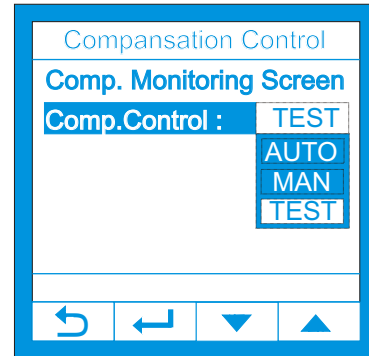 Compansation Control
Comp. Monitoring Screen
Comp.Control : TEST
AUTO
MAN
TEST